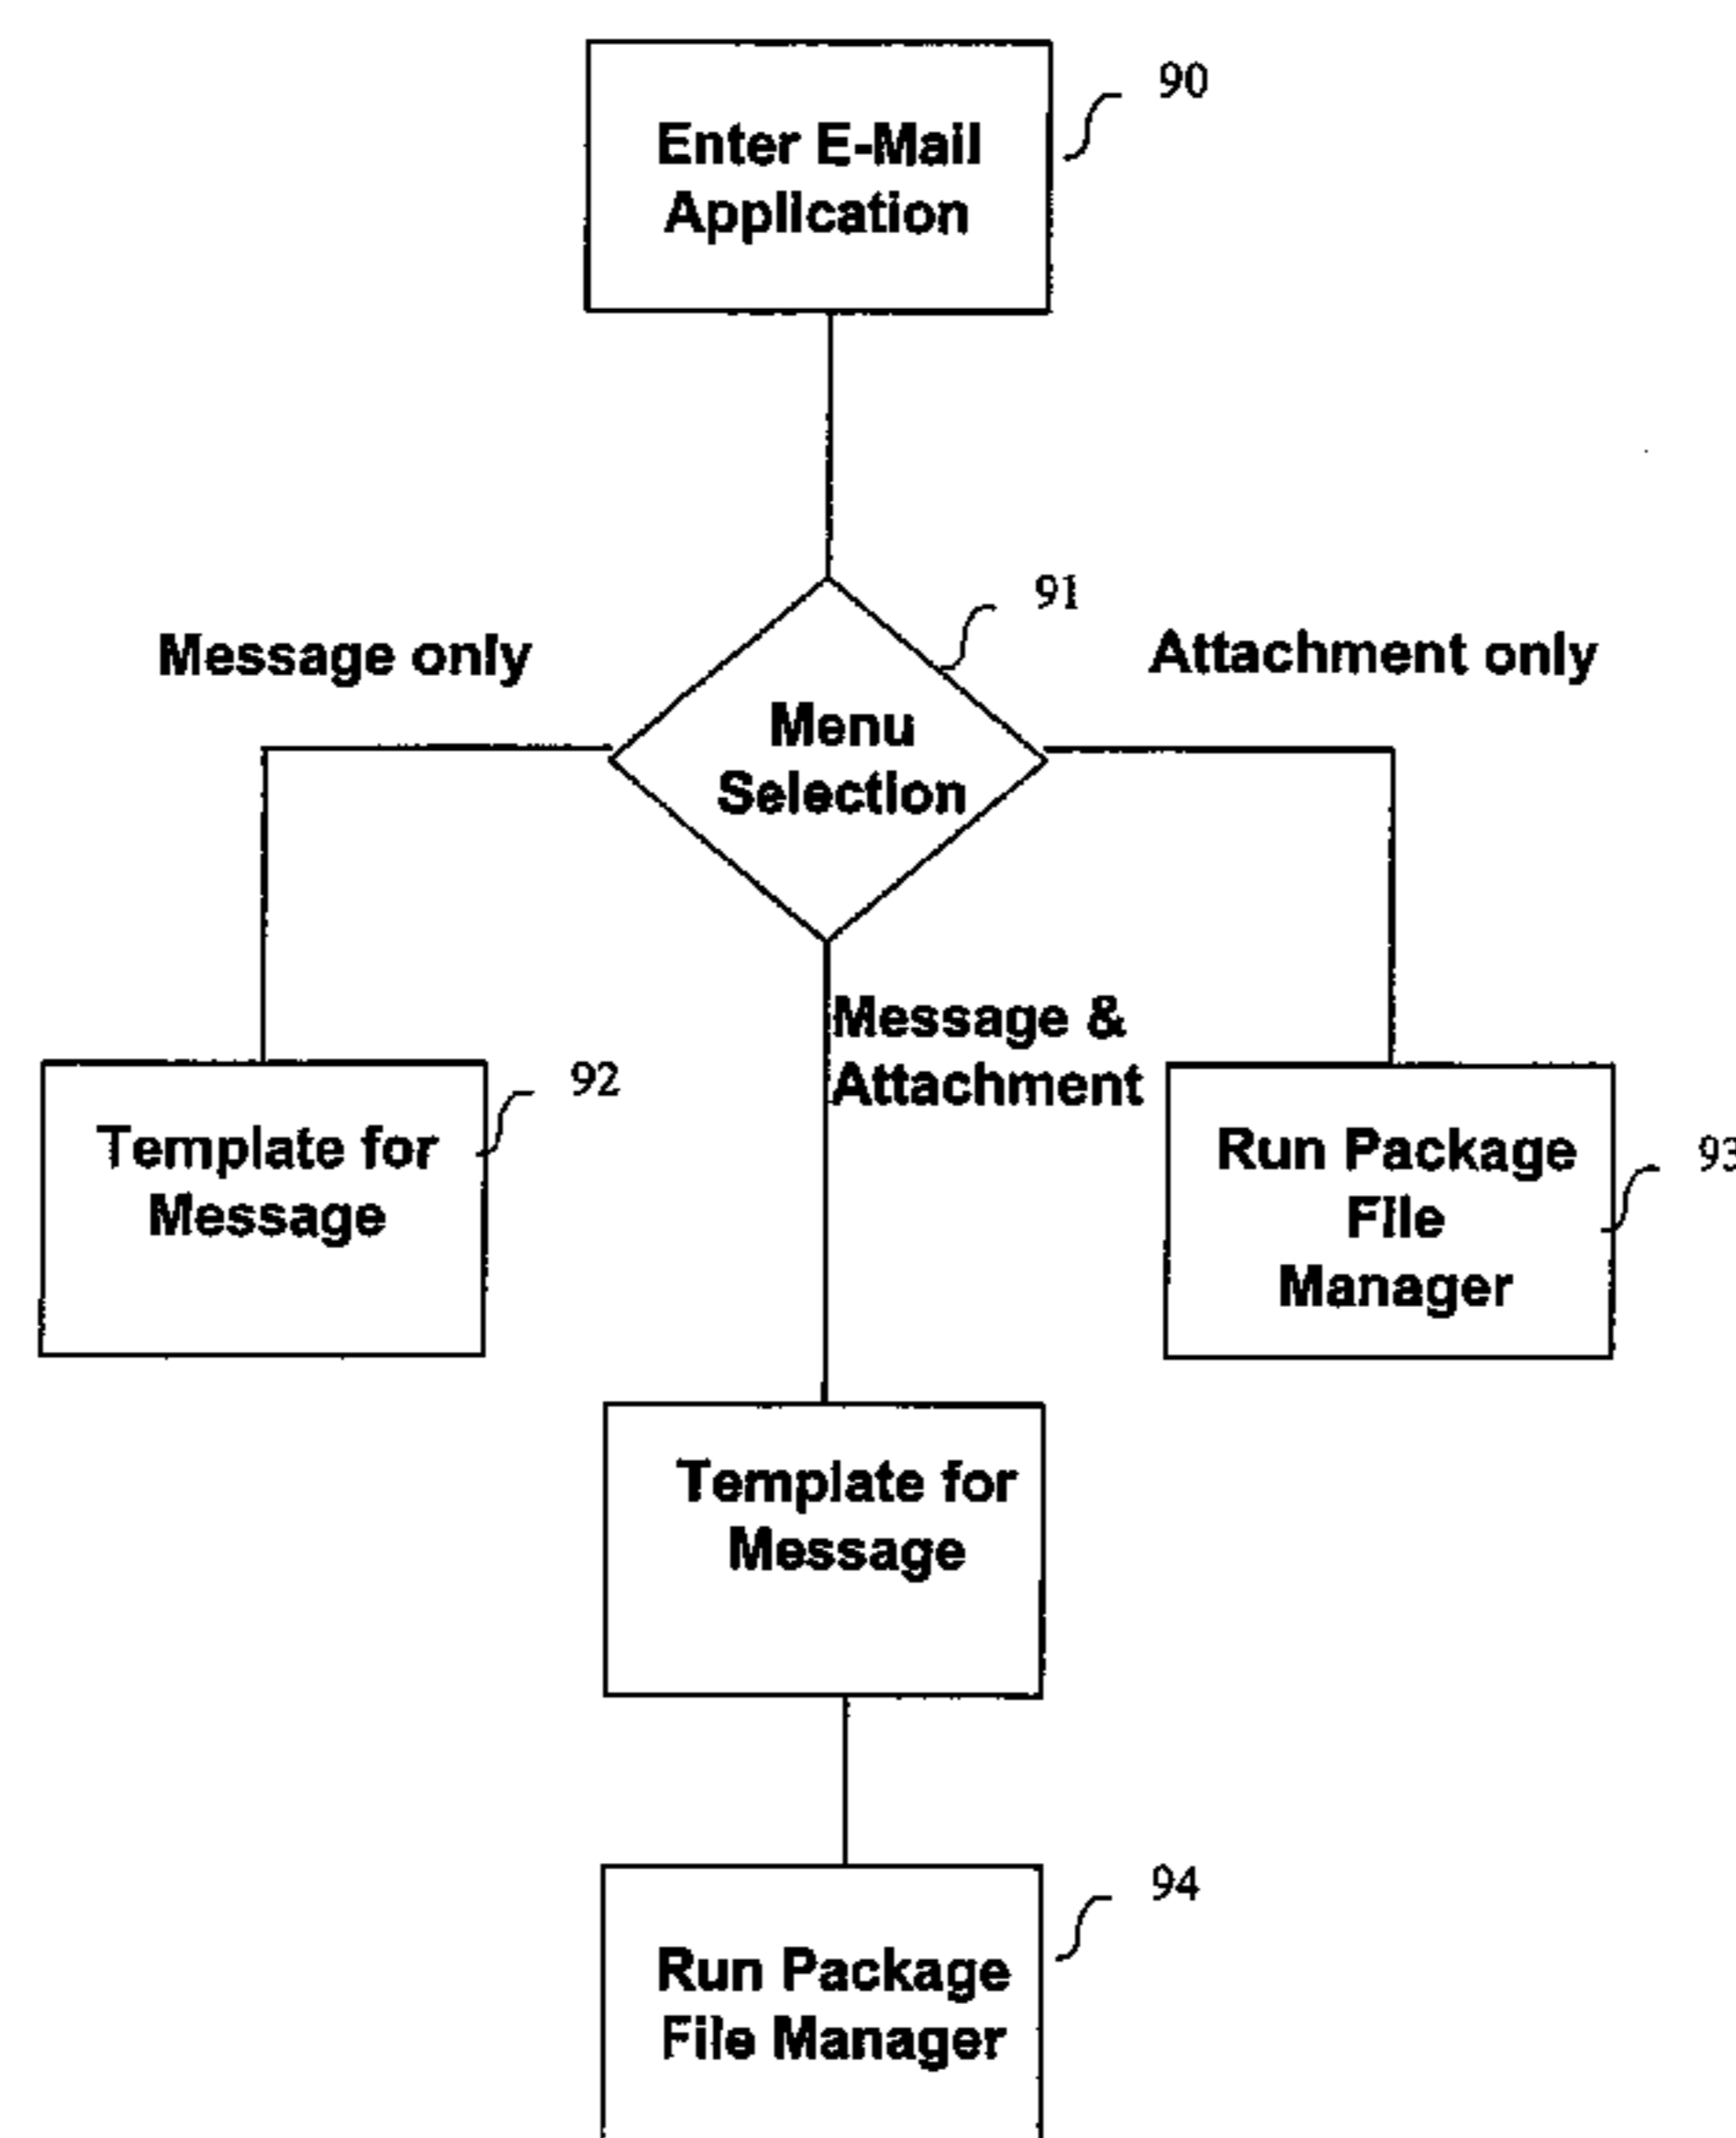 Enter E-Mail
Application
90
91
Message only
Attachment only
Menu
Selection
Message &
Attachment
92
Template for
Message
Run Package
File
Manager
93
Template for
Message
94
Run Package
File Manager